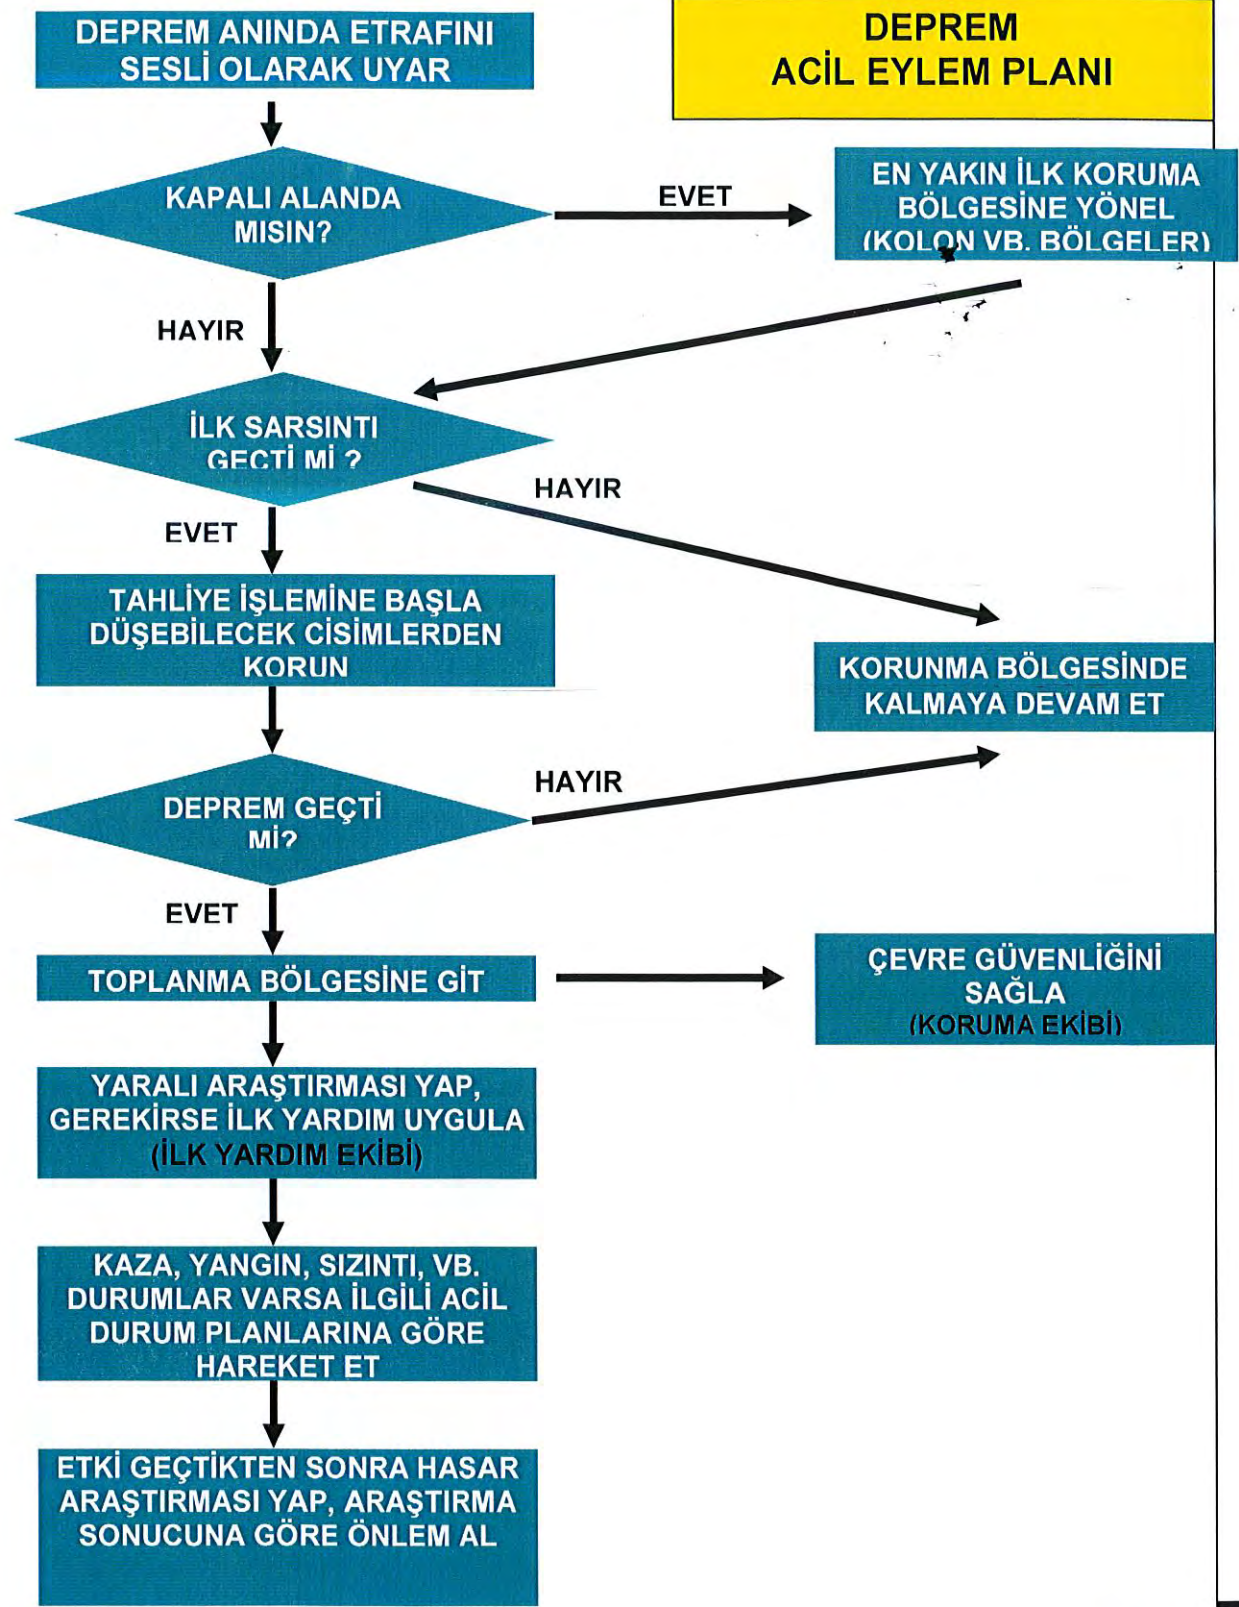 DEPREM ANINDA ETRAFINI
SESLİ OLARAK UYAR
DEPREM
ACİL EYLEM PLANI
KAPALI ALANDA
MISIN?
EVET
EN YAKIN İLK KORUMA
BÖLGESİNE YÖNEL
(KOLON VB. BÖLGELER)
HAYIR
İLK SARSINTI
GEÇTİ Mİ ?
HAYIR
EVET
TAHLİYE İŞLEMİNE BAŞLA
DÜŞEBİLECEK CİSİMLERDEN
KORUN
KORUNMA BÖLGESİNDE
KALMAYA DEVAM ET
DEPREM GEÇTİ
Mİ?
HAYIR
EVET
TOPLANMA BÖLGESİNE GİT
ÇEVRE GÜVENLİĞİNİ
SAĞLA
(KORUMA EKİBİ)
YARALI ARAŞTIRMASI YAP,
GEREKİRSE İLK YARDIM UYGULA
(İLK YARDIM EKİBİ)
KAZA, YANGIN, SIZINTI, VB.
DURUMLAR VARSA İLGİLİ ACİL
DURUM PLANLARINA GÖRE
HAREKET ET
ETKİ GEÇTİKTEN SONRA HASAR
ARAŞTIRMASI YAP, ARAŞTIRMA
SONUCUNA GÖRE ÖNLEM AL